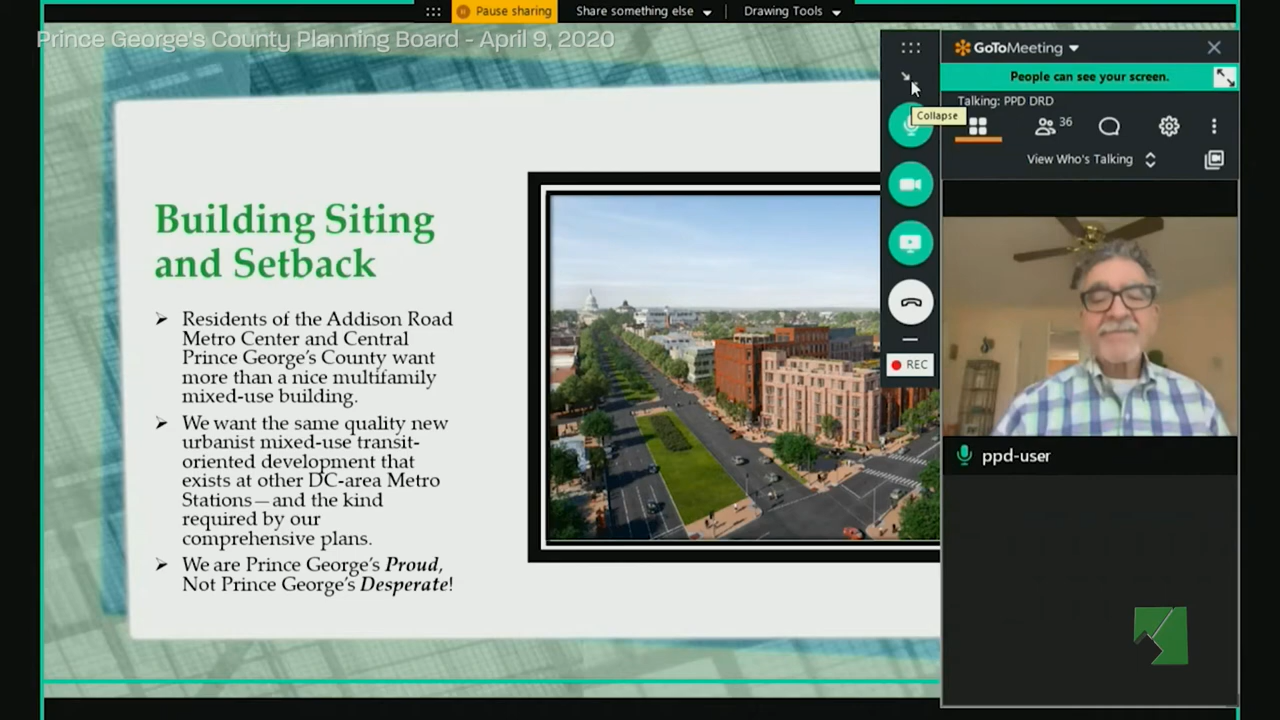 Pause sharing
Share something else
Drawing Tools
Prince George's County Planning Board - April 9, 2020
GoToMeeting
People can see your screen.
Talking: PPD DRD
Collapse
36
View Who's Talking
REC
ppd-user
Building Siting
and Setback
Residents of the Addison Road
Metro Center and Central
Prince George's County want
more than a nice multifamily
mixed-use building.
We want the same quality new
urbanist mixed-use transit-
oriented development that
exists at other DC-area Metro
Stations—and the kind
required by our
comprehensive plans.
We are Prince George's Proud,
Not Prince George's Desperate!